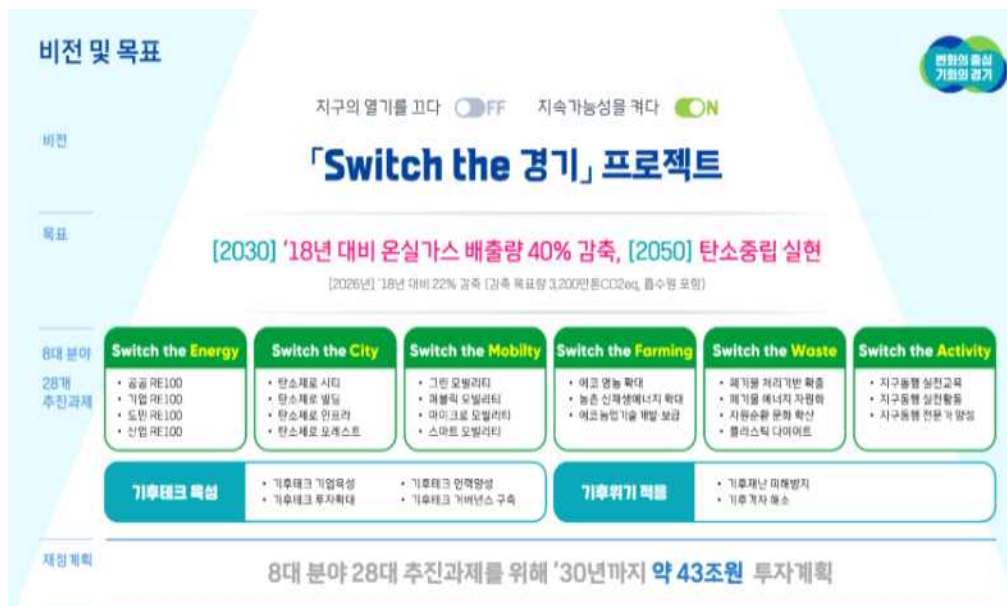 비전 및 목표
변화의 중심
기회의 경기
지구의 열기를 끄다 OFF 지속가능성을 켜다 ON
비전
「Switch the 경기」 프로젝트
목표
[2030] ‘18년 대비 온실가스 배출량 40% 감축, [2050] 탄소중립 실현
[2026년] ‘18년 대비 22% 감축 (감축 목표량 3,200만톤CO2eq, 흡수원 포함)
8대 분야
28개
추진과제
Switch the Energy
• 공공 RE100
• 기업 RE100
• 도민 RE100
• 산업 RE100
Switch the City
• 탄소제로 시티
• 탄소제로 빌딩
• 탄소제로 인프라
• 탄소제로 포레스트
Switch the Mobilty
• 그린 모빌리티
• 퍼블릭 모빌리티
• 마이크로 모빌리티
• 스마트 모빌리티
Switch the Farming
• 에코 영농 확대
• 농촌 신재생에너지 확대
• 에코농업기술 개발·보급
Switch the Waste
• 폐기물 처리기반 확충
• 폐기물 에너지 자원화
• 자원순환 문화 확산
• 플라스틱 다이어트
Switch the Activity
• 지구동행 실천교육
• 지구동행 실천활동
• 지구동행 전문가 양성
기후테크 육성
• 기후테크 기업육성
• 기후테크 투자확대
• 기후테크 인력양성
• 기후테크 거버넌스 구축
기후위기 적응
• 기후재난 피해방지
• 기후격차 해소
재정계획
8대 분야 28대 추진과제를 위해 ’30년까지 약 43조원 투자계획